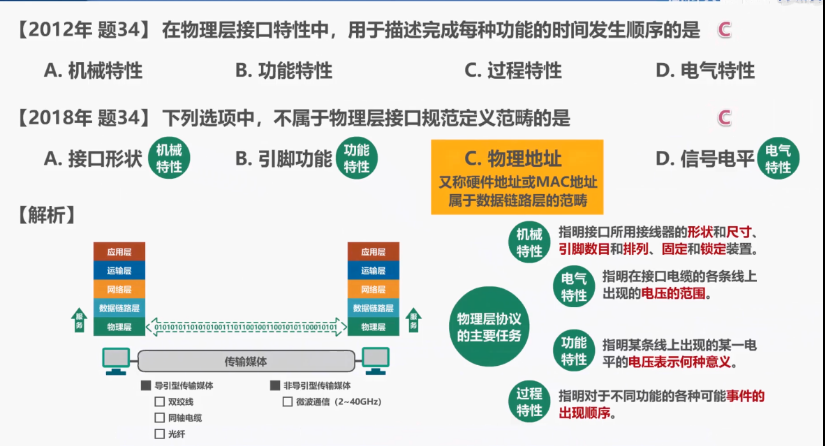 【2012年 题34】在物理层接口特性中，用于描述完成每种功能的时间发生顺序的是 C
A. 机械特性 B. 功能特性 C. 过程特性 D. 电气特性
【2018年 题34】下列选项中，不属于物理层接口规范定义范畴的是 C
A. 接口形状 机械特性 B. 引脚功能 功能特性 C. 物理地址 D. 信号电平 电气特性
又称硬件地址或MAC地址
属于数据链路层的范畴
【解析】
应用层 应用层
运输层 运输层
网络层 网络层
数据链路层 数据链路层
服务 物理层 物理层 服务
传输媒体
导引型传输媒体 非导引型传输媒体
双绞线 微波通信（2~40GHz）
同轴电缆
光纤
物理层协议
的主要任务
机械
特性
指明接口所用接线器的形状和尺寸、
引脚数目和排列、固定和锁定装置。
电气
特性
指明在接口电缆的各条线上
出现的电压的范围。
功能
特性
指明某条线上出现的某一电
平的电压表示何种意义。
过程
特性
指明对于不同功能的各种可能事件的
出现顺序。